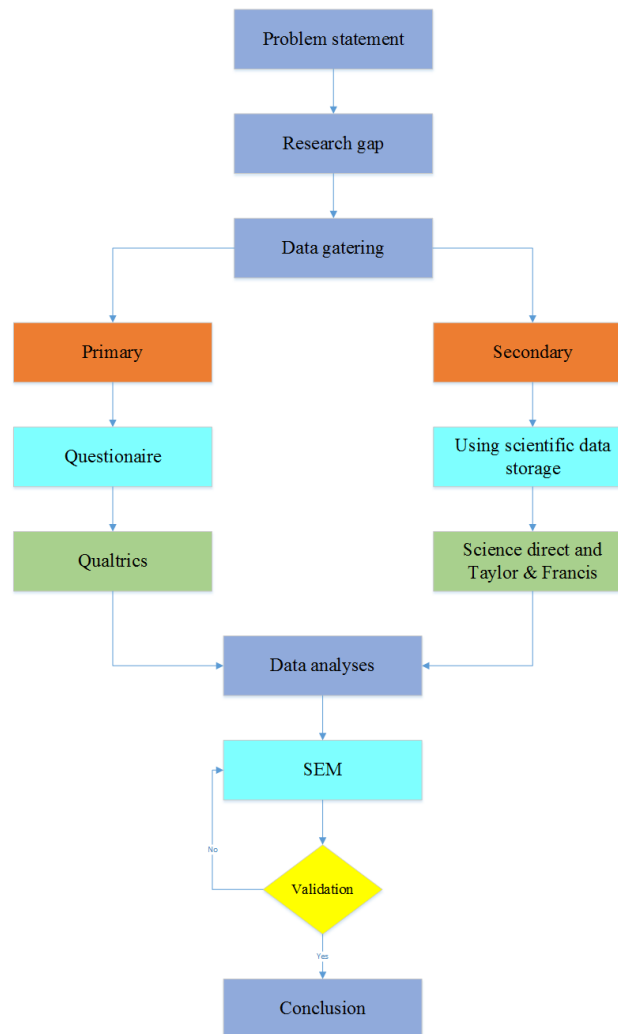 Problem statement
Research gap
Data gatering
Primary
Secondary
Questionaire
Using scientific data
storage
Qualtrics
Science direct and
Taylor & Francis
Data analyses
SEM
No
Validation
Yes
Conclusion